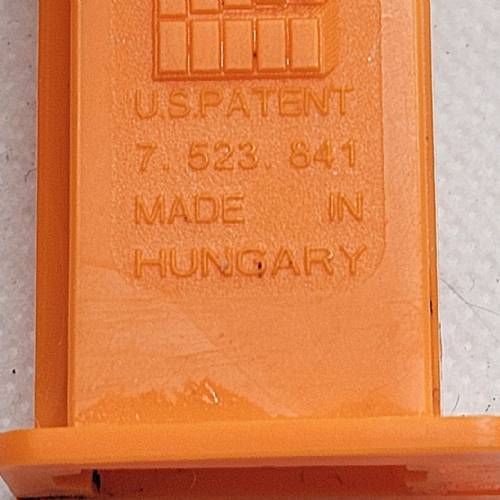 U.S.PATENT
7. 523. 841
MADE IN
HUNGARY